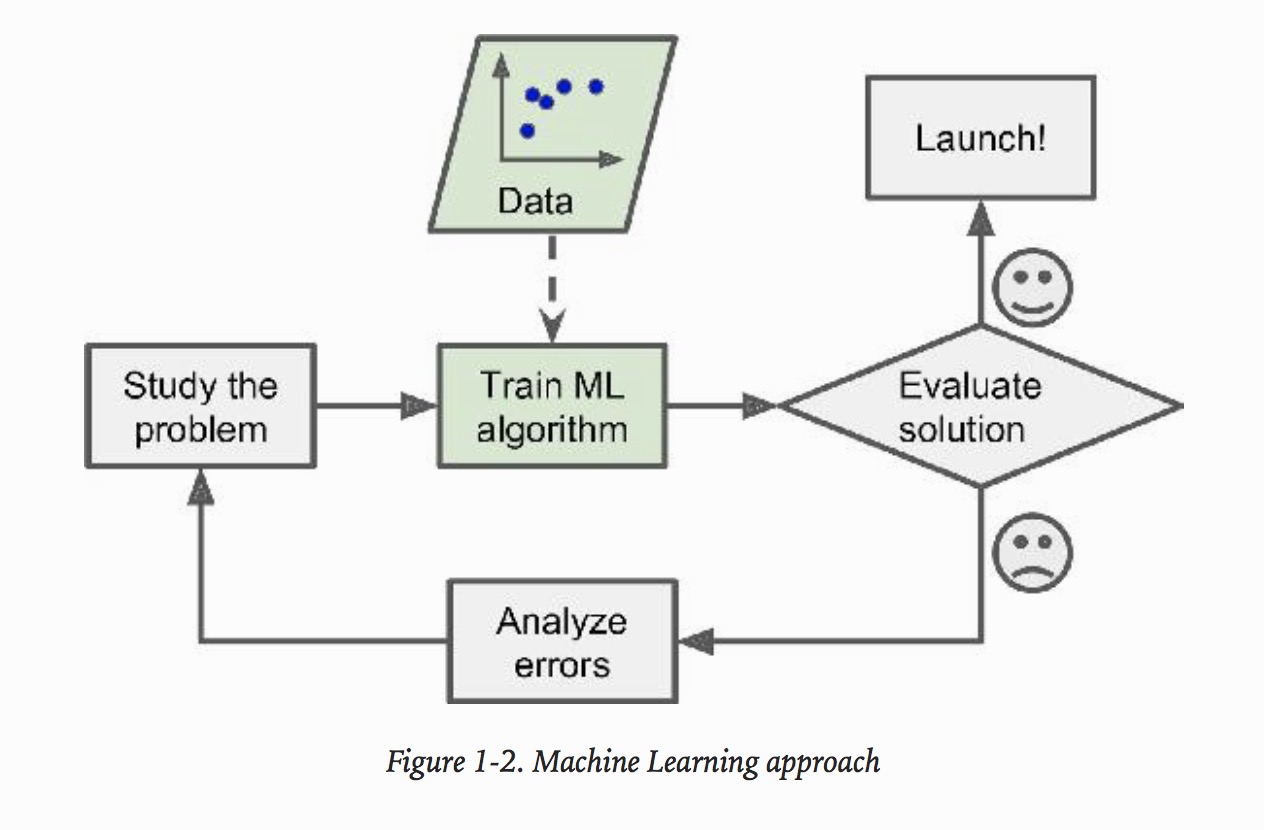 Data
Launch!
Study the
problem
Train ML
algorithm
Evaluate
solution
Analyze
errors
Figure 1-2. Machine Learning approach